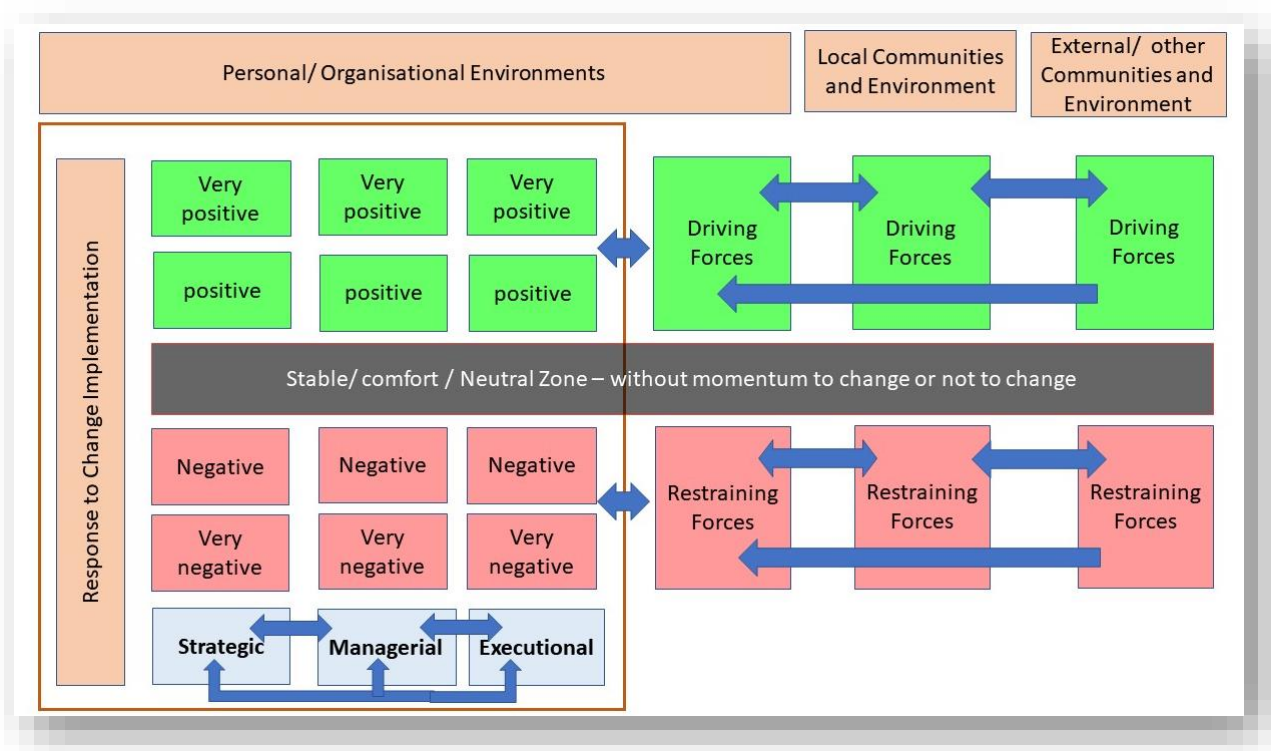 Personal/ Organisational Environments
Local Communities
and Environment
External/ other
Communities and
Environment
Response to Change Implementation
Very
positive
Very
positive
Very
positive
positive
positive
positive
Driving
Forces
Driving
Forces
Driving
Forces
Stable/ comfort / Neutral Zone – without momentum to change or not to change
Negative
Negative
Negative
Very
negative
Very
negative
Very
negative
Restraining
Forces
Restraining
Forces
Restraining
Forces
Strategic
Managerial
Executional